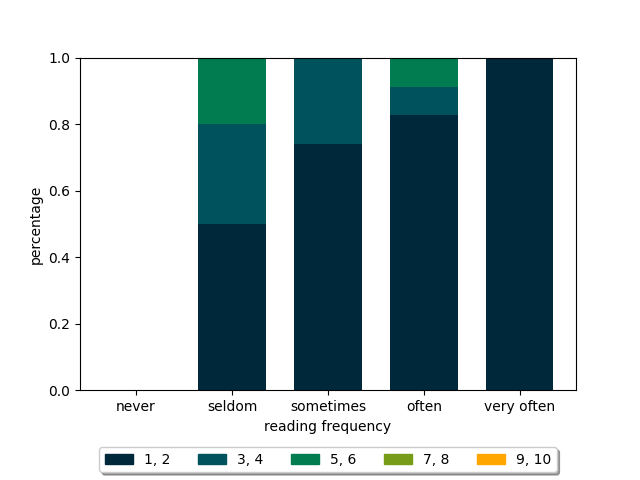 1.0
0.8
0.6
0.4
0.2
0.0
percentage
never seldom sometimes often very often
reading frequency
1, 2 3, 4 5, 6 7, 8 9, 10